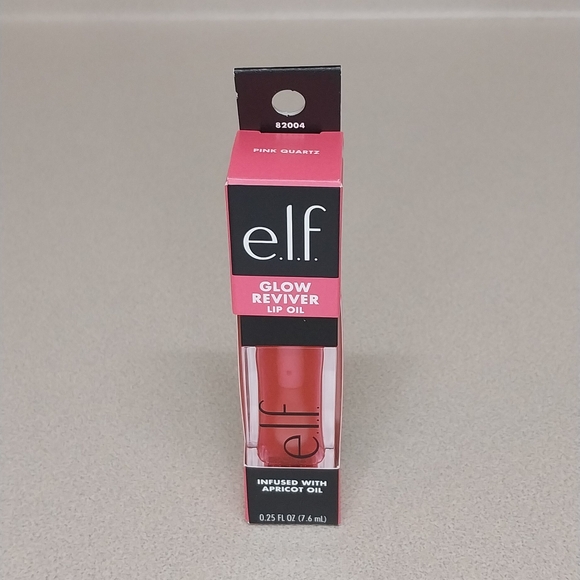 82004
PINK QUARTZ
e.l.f.
GLOW
REVIVER
LIP OIL
e.l.f.
INFUSED WITH
APRICOT OIL
0.25 FL OZ (7.6 mL)